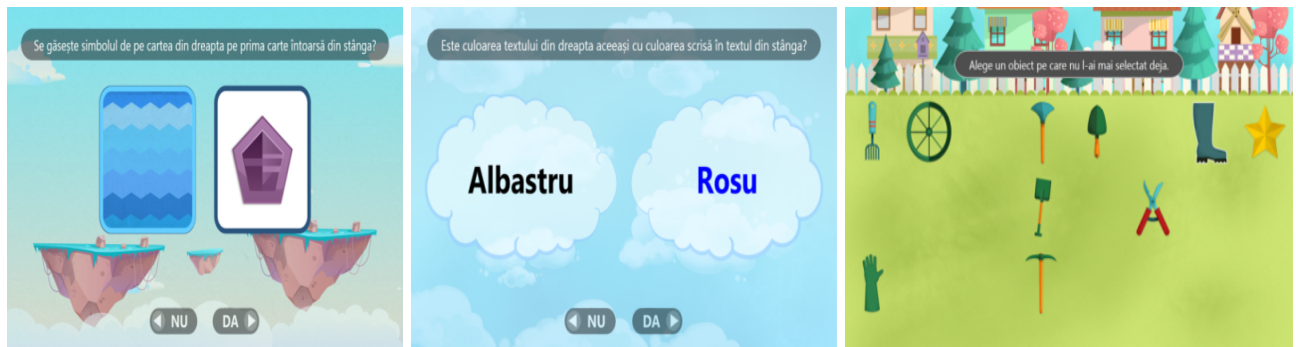 Se găsește simbolul de pe cartea din dreapta pe prima carte întoarsă din stânga?
NU
DA
Este culoarea textului din dreapta aceeași cu culoarea scrisă în textul din stânga?
Albastru
Rosu
NU
DA
Alege un obiect pe care nu l-ai mai selectat deja.